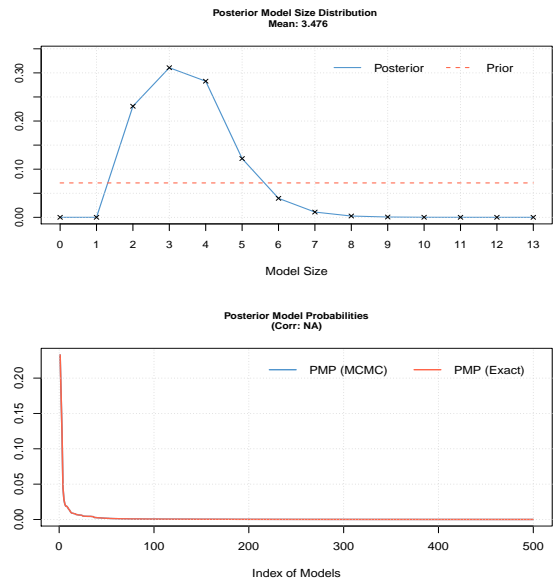 Posterior Model Size Distribution
Mean: 3.476
Posterior Prior
0.00 0.10 0.20 0.30
0 1 2 3 4 5 6 7 8 9 10 11 12 13
Model Size
Posterior Model Probabilities
(Corr: NA)
PMP (MCMC) PMP (Exact)
0.00 0.05 0.10 0.15 0.20
0 100 200 300 400 500
Index of Models